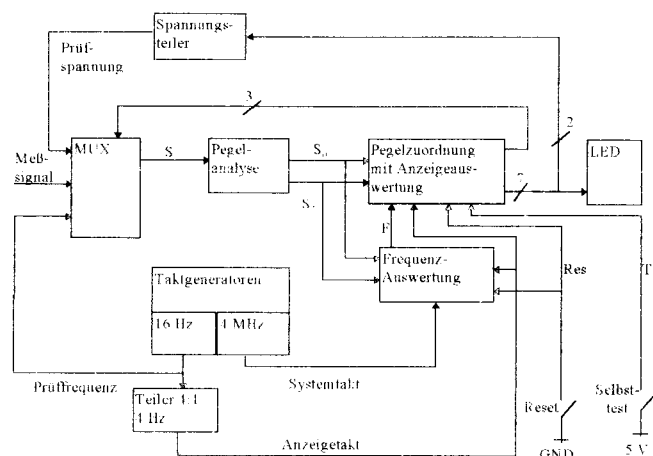 Spannungs-
teiler
Prüf-
spannung
3
2
MUX
S
Pegel-
analyse
Pegelzuordnung
mit Anzeigeaus-
wertung
LED
Meß-
signal
7
F
Frequenz-
Auswertung
Res
T
Taktgeneratoren
16 Hz
4 MHz
Prüffrequenz
Systemtakt
Teiler 4:1
4 Hz
Reset
Selbst-
test
Anzeigetakt
GND
5 V